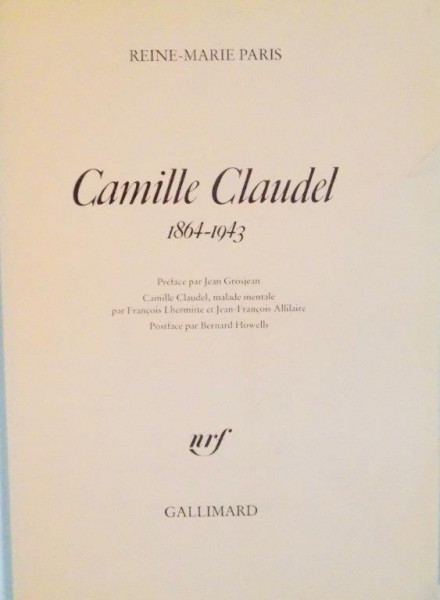 REINE-MARIE PARIS
Camille Claudel
1864-1943
Préface par Jean Grosjean
Camille Claudel, malade mentale
par François Lhermitte et Jean-François Allilaire
Postface par Bernard Howells
nrf
GALLIMARD